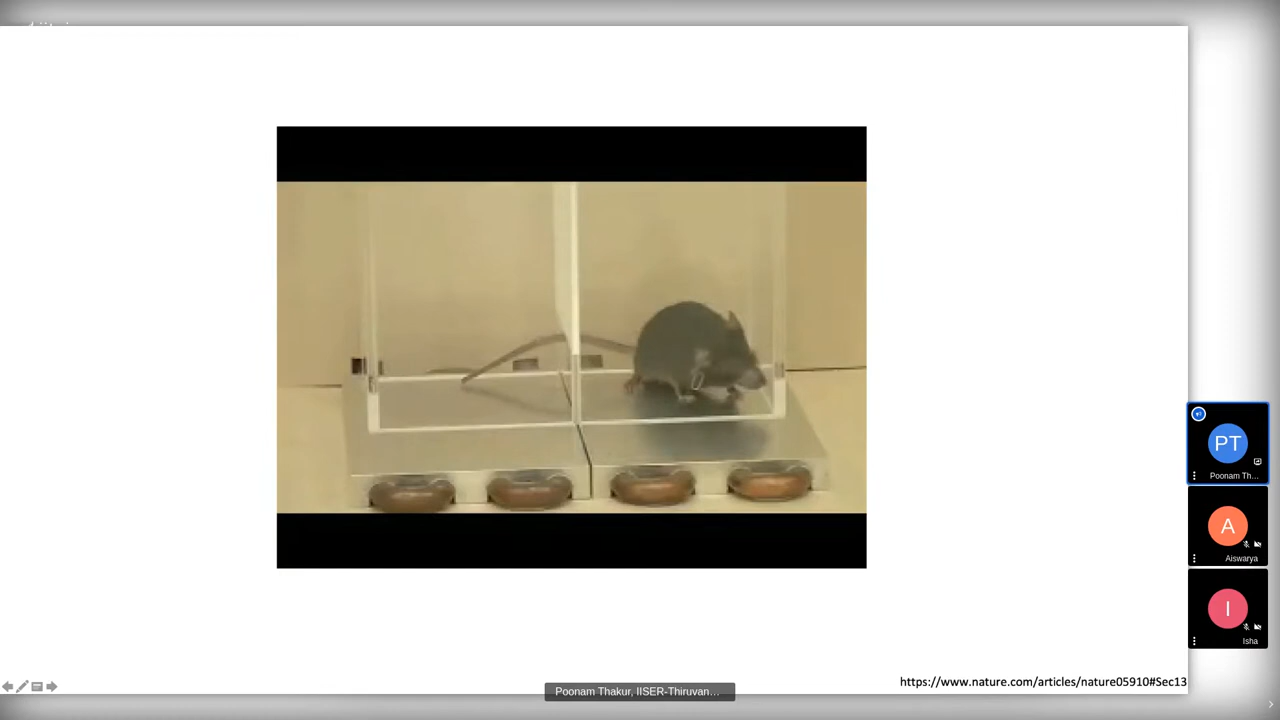 PT
Poonam Th...
A
Aiswarya
I
Isha
https://www.nature.com/articles/nature05910#Sec13
Poonam Thakur, IISER-Thiruvan...